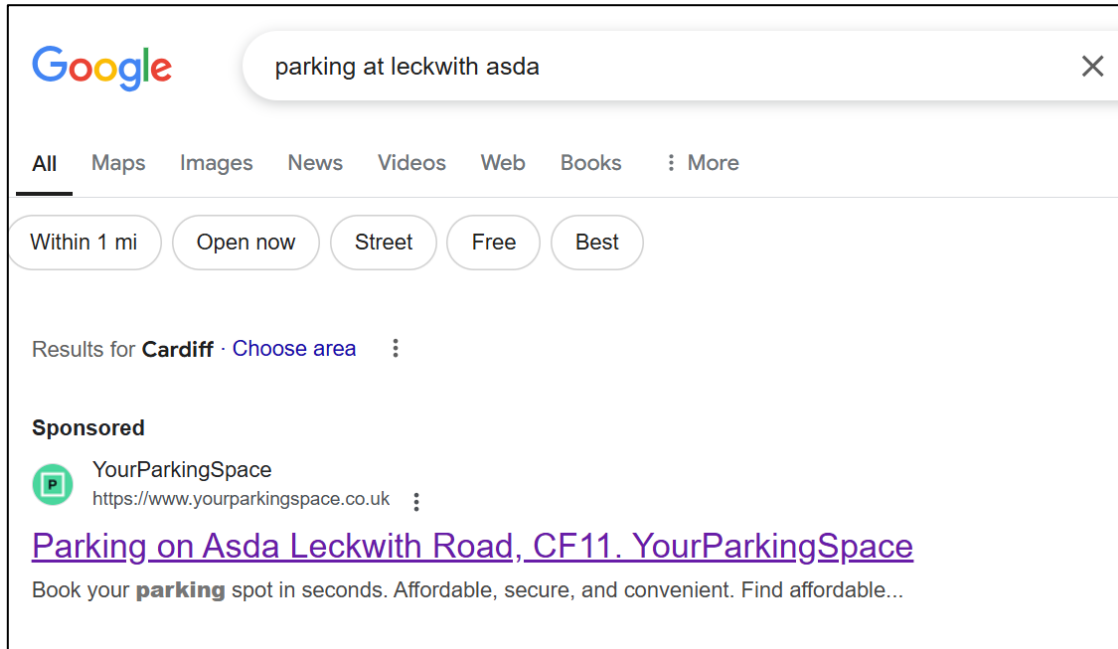 Google
parking at leckwith asda
All Maps Images News Videos Web Books More
Within 1 mi Open now Street Free Best
Results for Cardiff · Choose area
Sponsored
P
YourParkingSpace
https://www.yourparkingspace.co.uk
Parking on Asda Leckwith Road, CF11. YourParkingSpace
Book your parking spot in seconds. Affordable, secure, and convenient. Find affordable...